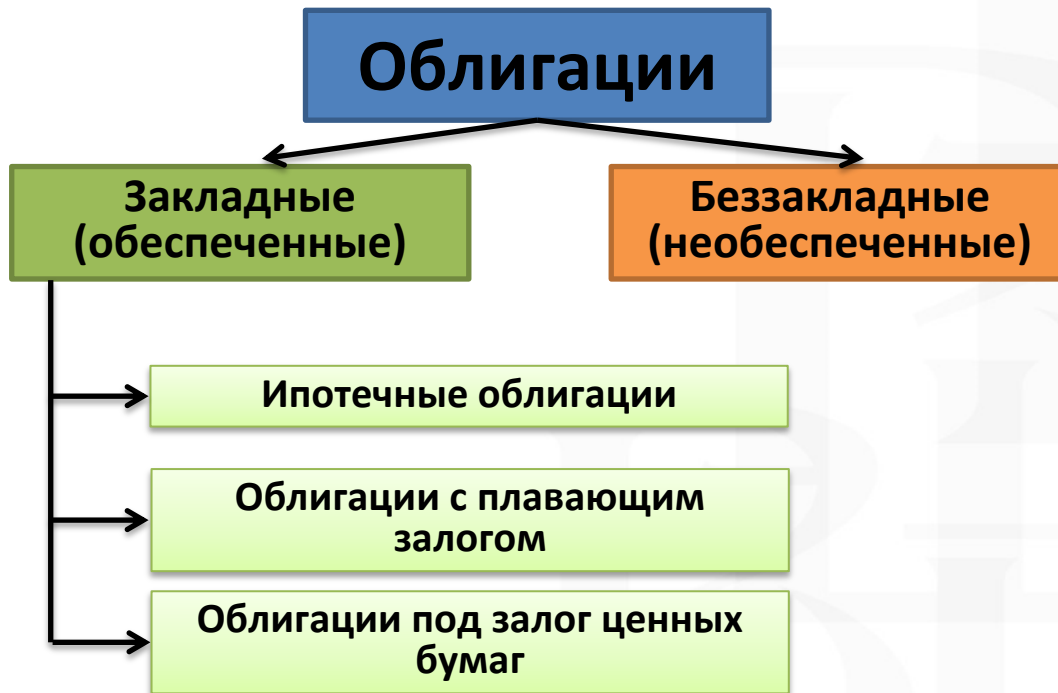 Облигации
Закладные
(обеспеченные)
Беззакладные
(необеспеченные)
Ипотечные облигации
Облигации с плавающим
залогом
Облигации под залог ценных
бумаг